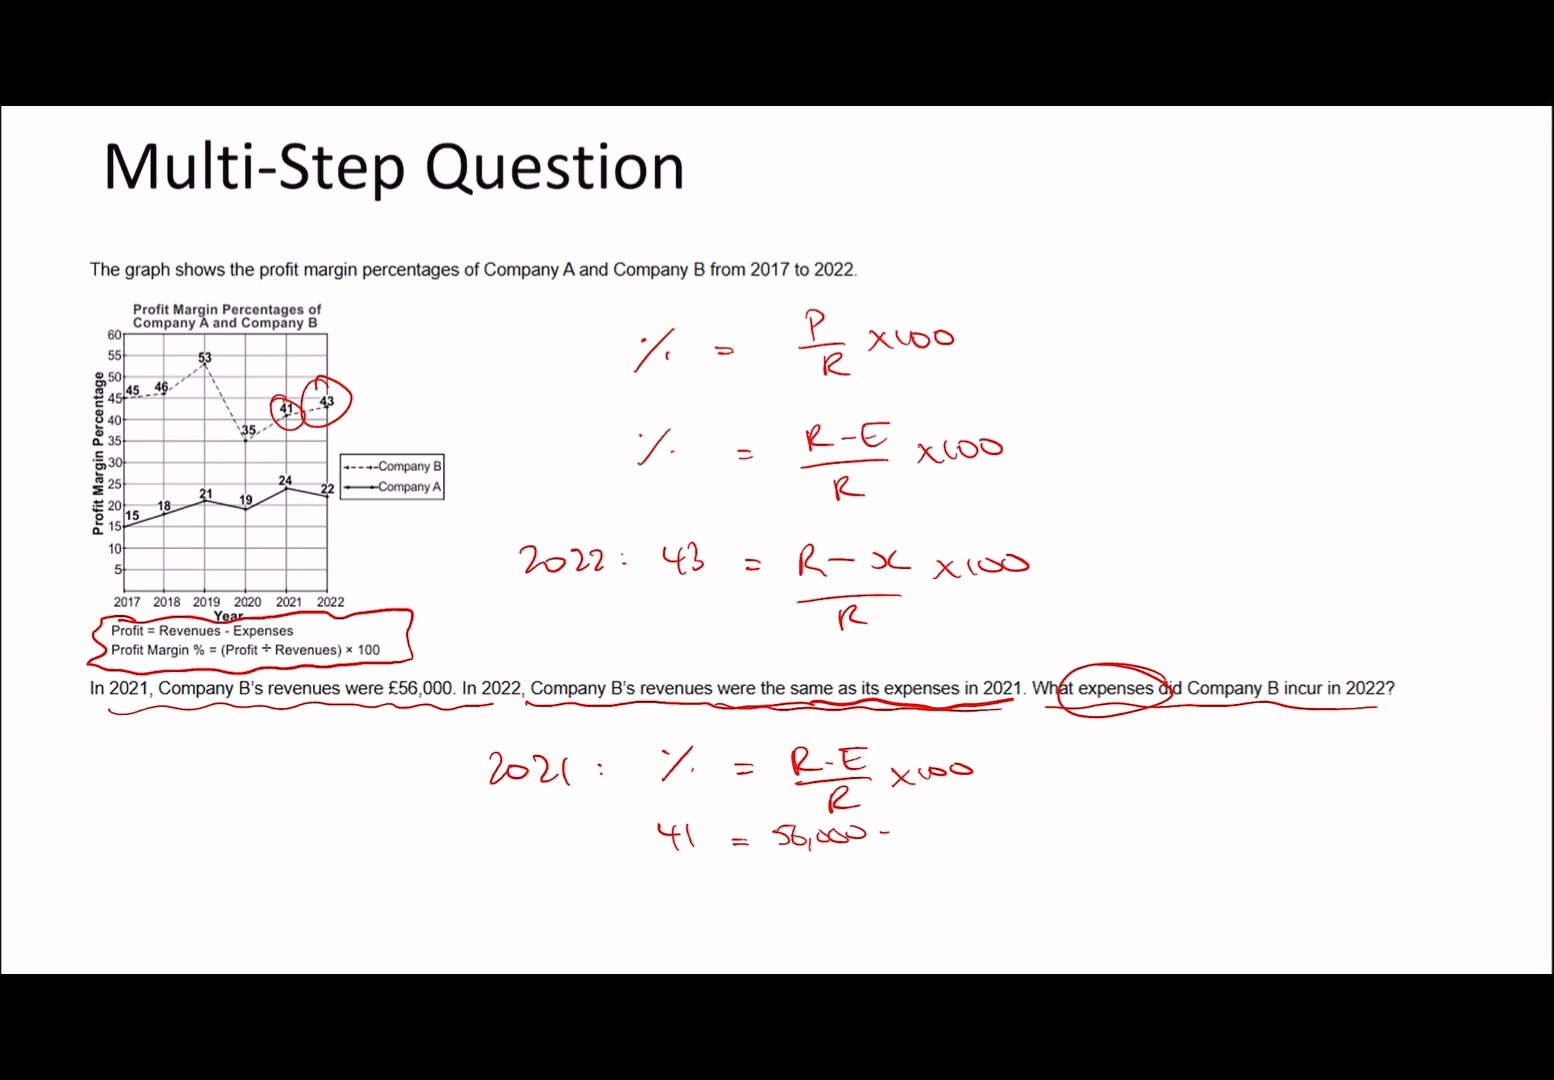 Multi-Step Question
The graph shows the profit margin percentages of Company A and Company B from 2017 to 2022.
Profit Margin Percentages of
Company A and Company B
Profit Margin Percentage
60
55
50
45
40
35
30
25
20
15
10
5
45
46
53
35
41
43
15
18
21
19
24
22
Company B
Company A
2017 2018 2019 2020 2021 2022
Year
Profit = Revenues - Expenses
Profit Margin % = (Profit ÷ Revenues) × 100
% = P/R ×100
% = R-E/R ×100
2022: 43 = R-x/R ×100
In 2021, Company B's revenues were £56,000. In 2022, Company B's revenues were the same as its expenses in 2021. What expenses did Company B incur in 2022?
2021: % = R-E/R ×100
41 = 56,000 -